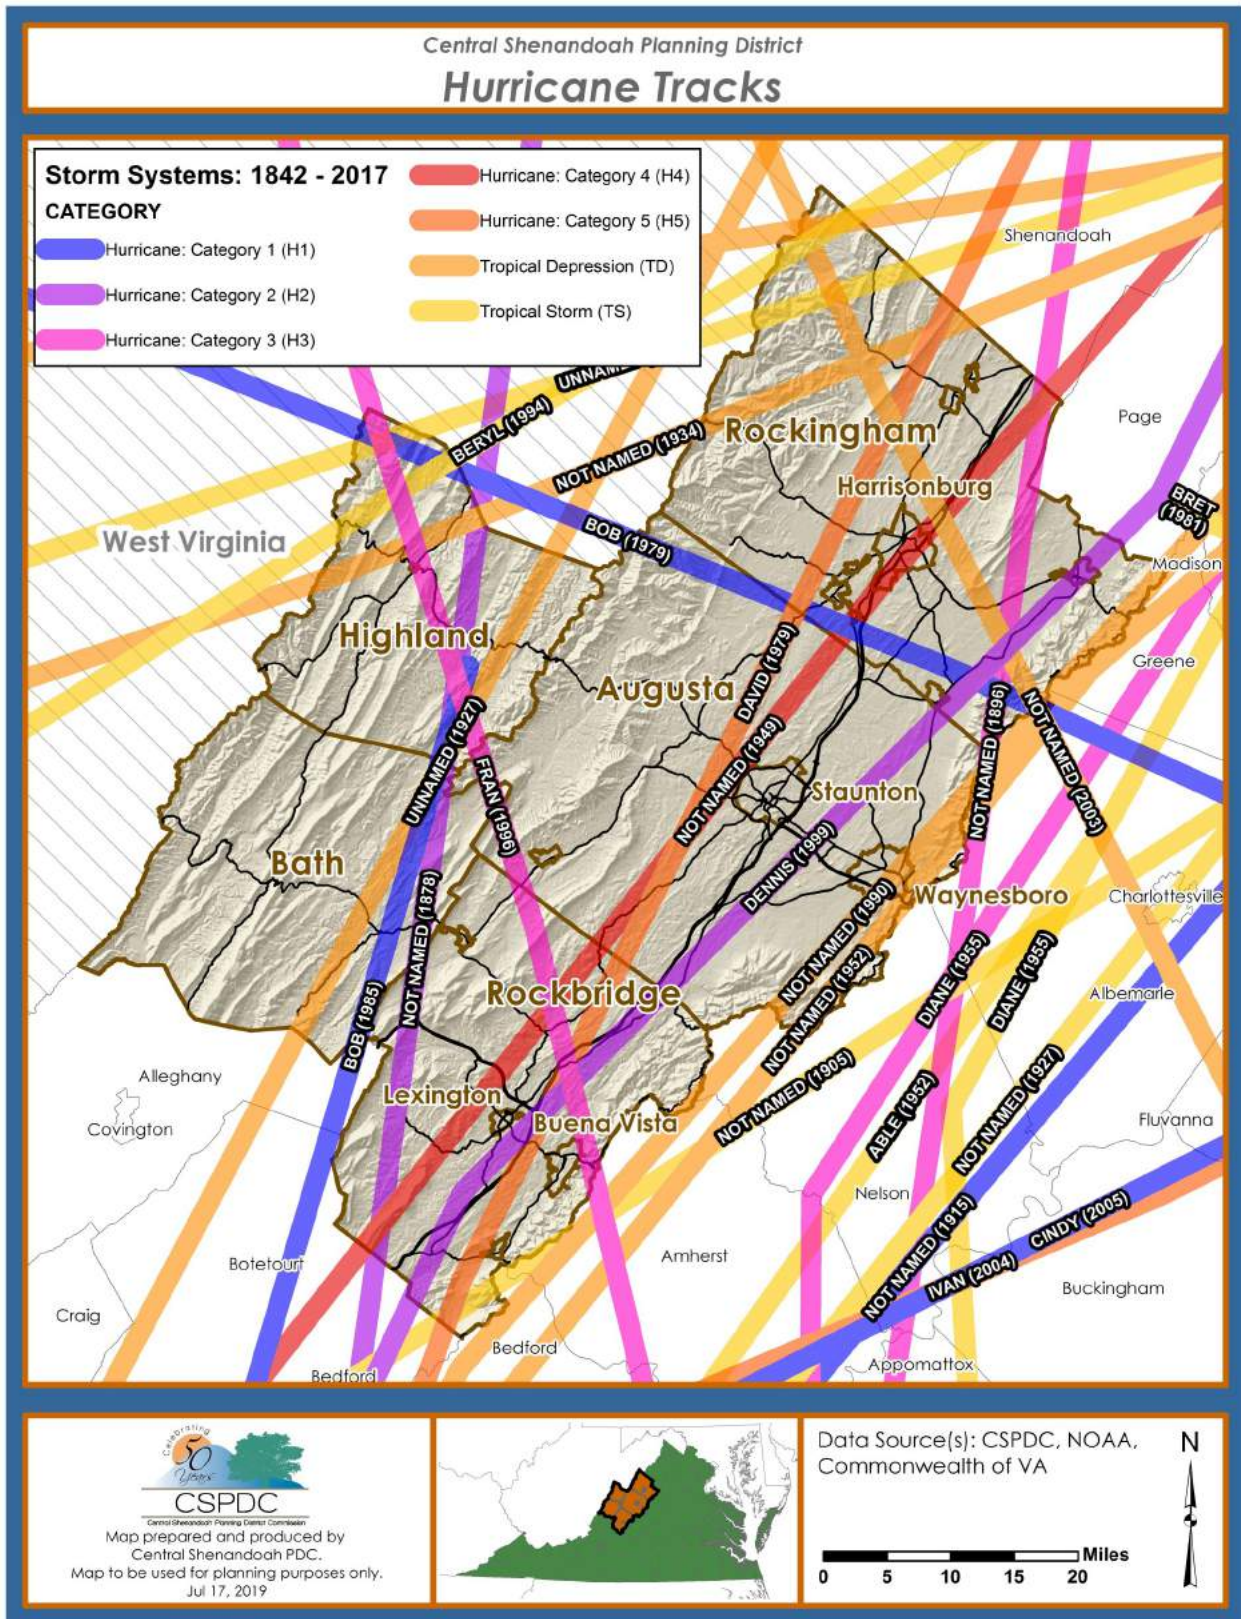 Central Shenandoah Planning District
Hurricane Tracks
Storm Systems: 1842 - 2017
CATEGORY
Hurricane: Category 1 (H1)
Hurricane: Category 2 (H2)
Hurricane: Category 3 (H3)
Hurricane: Category 4 (H4)
Hurricane: Category 5 (H5)
Tropical Depression (TD)
Tropical Storm (TS)
Shenandoah
BERYL (1994)
NOT NAMED (1934)
Rockingham
Page
Harrisonburg
BRET
(1981)
West Virginia
BOB (1979)
Madison
Highland
Greene
Augusta
DAVID (1979)
NOT NAMED (1896)
NOT NAMED (2003)
UNNAMED (1927)
FRAN (1996)
NOT NAMED (1949)
Staunton
Bath
DENNIS (1999)
Waynesboro
Charlottesville
NOT NAMED (1878)
NOT NAMED (1990)
NOT NAMED (1952)
Rockbridge
DIANE (1955)
DIANE (1955)
Albemarle
BOB (1985)
Alleghany
Lexington
NOT NAMED (1905)
ABLE (1952)
NOT NAMED (1927)
Covington
Buena Vista
Fluvanna
Nelson
Botetourt
Amherst
NOT NAMED (1915)
IVAN (2004)
CINDY (2005)
Buckingham
Craig
Bedford
Bedford
Appomattox
Celebrating
50
Years
CSPDC
Central Shenandoah Planning District Commission
Map prepared and produced by
Central Shenandoah PDC.
Map to be used for planning purposes only.
Jul 17, 2019
Data Source(s): CSPDC, NOAA,
Commonwealth of VA
N
Miles
0 5 10 15 20